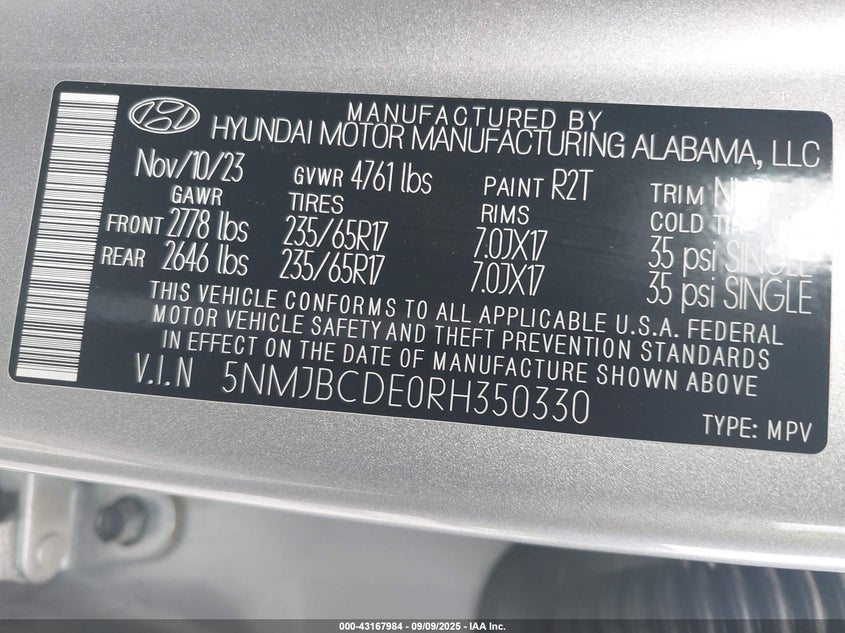 MANUFACTURED BY
HYUNDAI MOTOR MANUFACTURING ALABAMA, LLC
Nov/10/23 GVWR 4761 lbs PAINT R2T TRIM
GAWR TIRES RIMS COLD
FRONT 2778 lbs 235/65R17 7.0JX17 35 psi SINGLE
REAR 2646 lbs 235/65R17 7.0JX17 35 psi SINGLE
THIS VEHICLE CONFORMS TO ALL APPLICABLE U.S.A. FEDERAL
MOTOR VEHICLE SAFETY AND THEFT PREVENTION STANDARDS
IN EFFECT ON THE DATE OF MANUFACTURE SHOWN ABOVE
V.I.N 5NMJBCDE0RH350330
TYPE: MPV
000-43167984 - 09/09/2025 - IAA Inc.